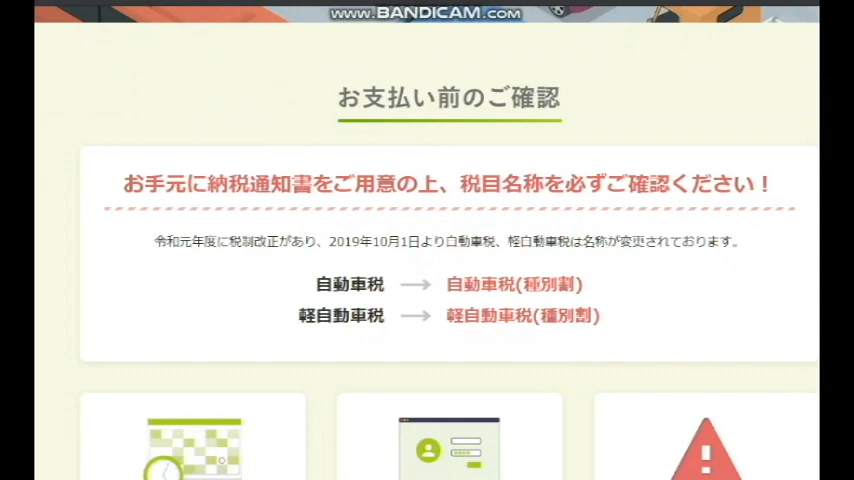 www.BANDICAM.com
お支払い前のご確認
お手元に納税通知書をご用意の上、税目名称を必ずご確認ください！
令和元年度に税制改正があり、2019年10月1日より自動車税、軽自動車税は名称が変更されております。
自動車税 → 自動車税(種別割)
軽自動車税 → 軽自動車税(種別割)